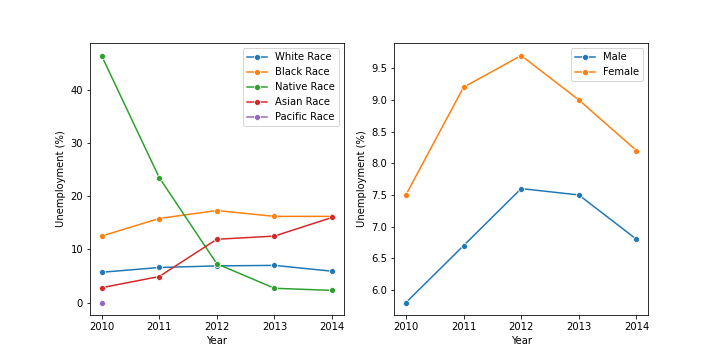 White Race
Black Race
Native Race
Asian Race
Pacific Race
40
30
20
10
0
Unemployment (%)
2010 2011 2012 2013 2014
Year
Male
Female
9.5
9.0
8.5
8.0
7.5
7.0
6.5
6.0
Unemployment (%)
2010 2011 2012 2013 2014
Year